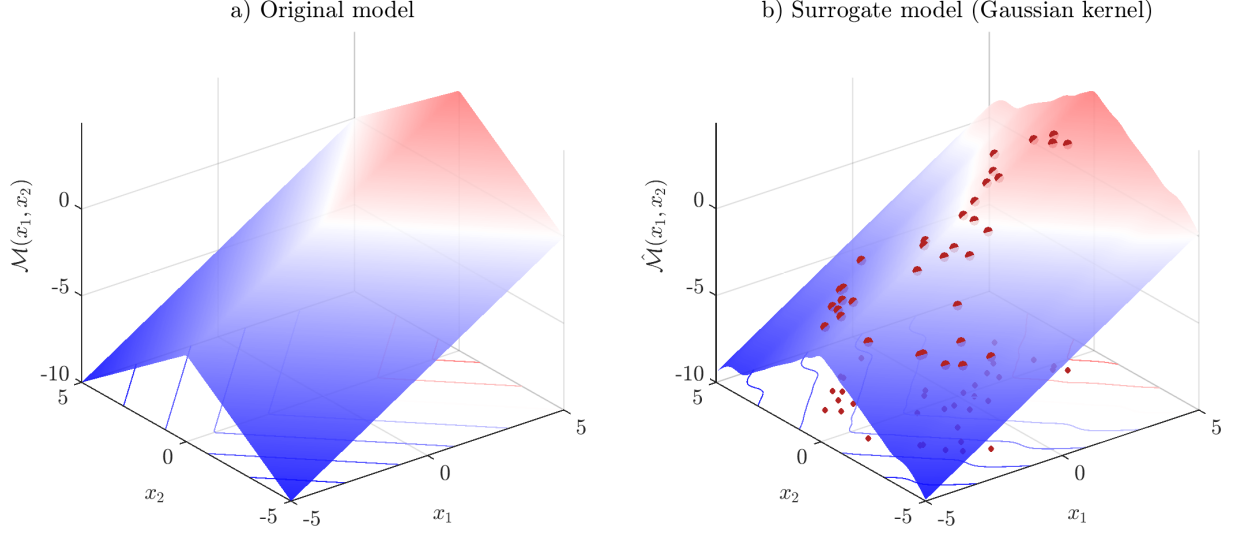 a) Original model
0
-5
-10
5
0
-5
-5
0
5
x₂
x₁
ℳ(x₁, x₂)
b) Surrogate model (Gaussian kernel)
0
-5
-10
5
0
-5
-5
0
5
x₂
x₁
ℳ̂(x₁, x₂)